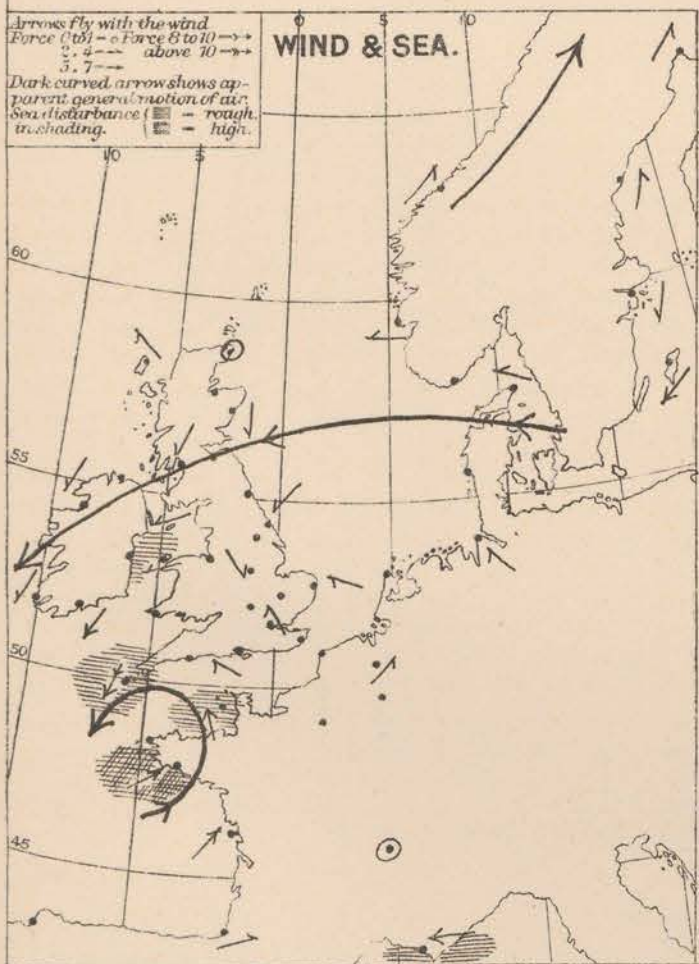 Arrows fly with the wind
Force 0 to 1 - o Force 8 to 10
2. 4 above 10
5. 7
Dark curved arrow shows ap-
parent general motion of air.
Sea disturbance { - rough.
in shading. { - high.
WIND & SEA.
10
5
0
5
10
60
55
50
45